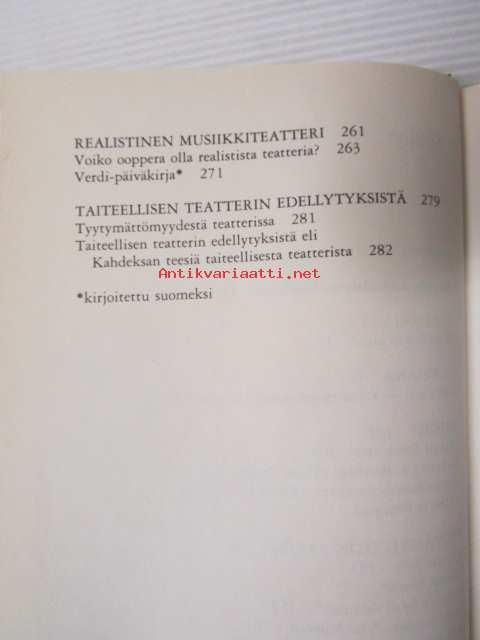 REALISTINEN MUSIIKKITEATTERI 261
Voiko ooppera olla realistista teatteria? 263
Verdi-päiväkirja* 271
TAITEELLISEN TEATTERIN EDELLYTYKSISTÄ 279
Tyytymättömyydestä teatterissa 281
Taiteellisen teatterin edellytyksistä eli
Kahdeksan teesiä taiteellisesta teatterista 282
Antikvariaatti.net
*kirjoitettu suomeksi